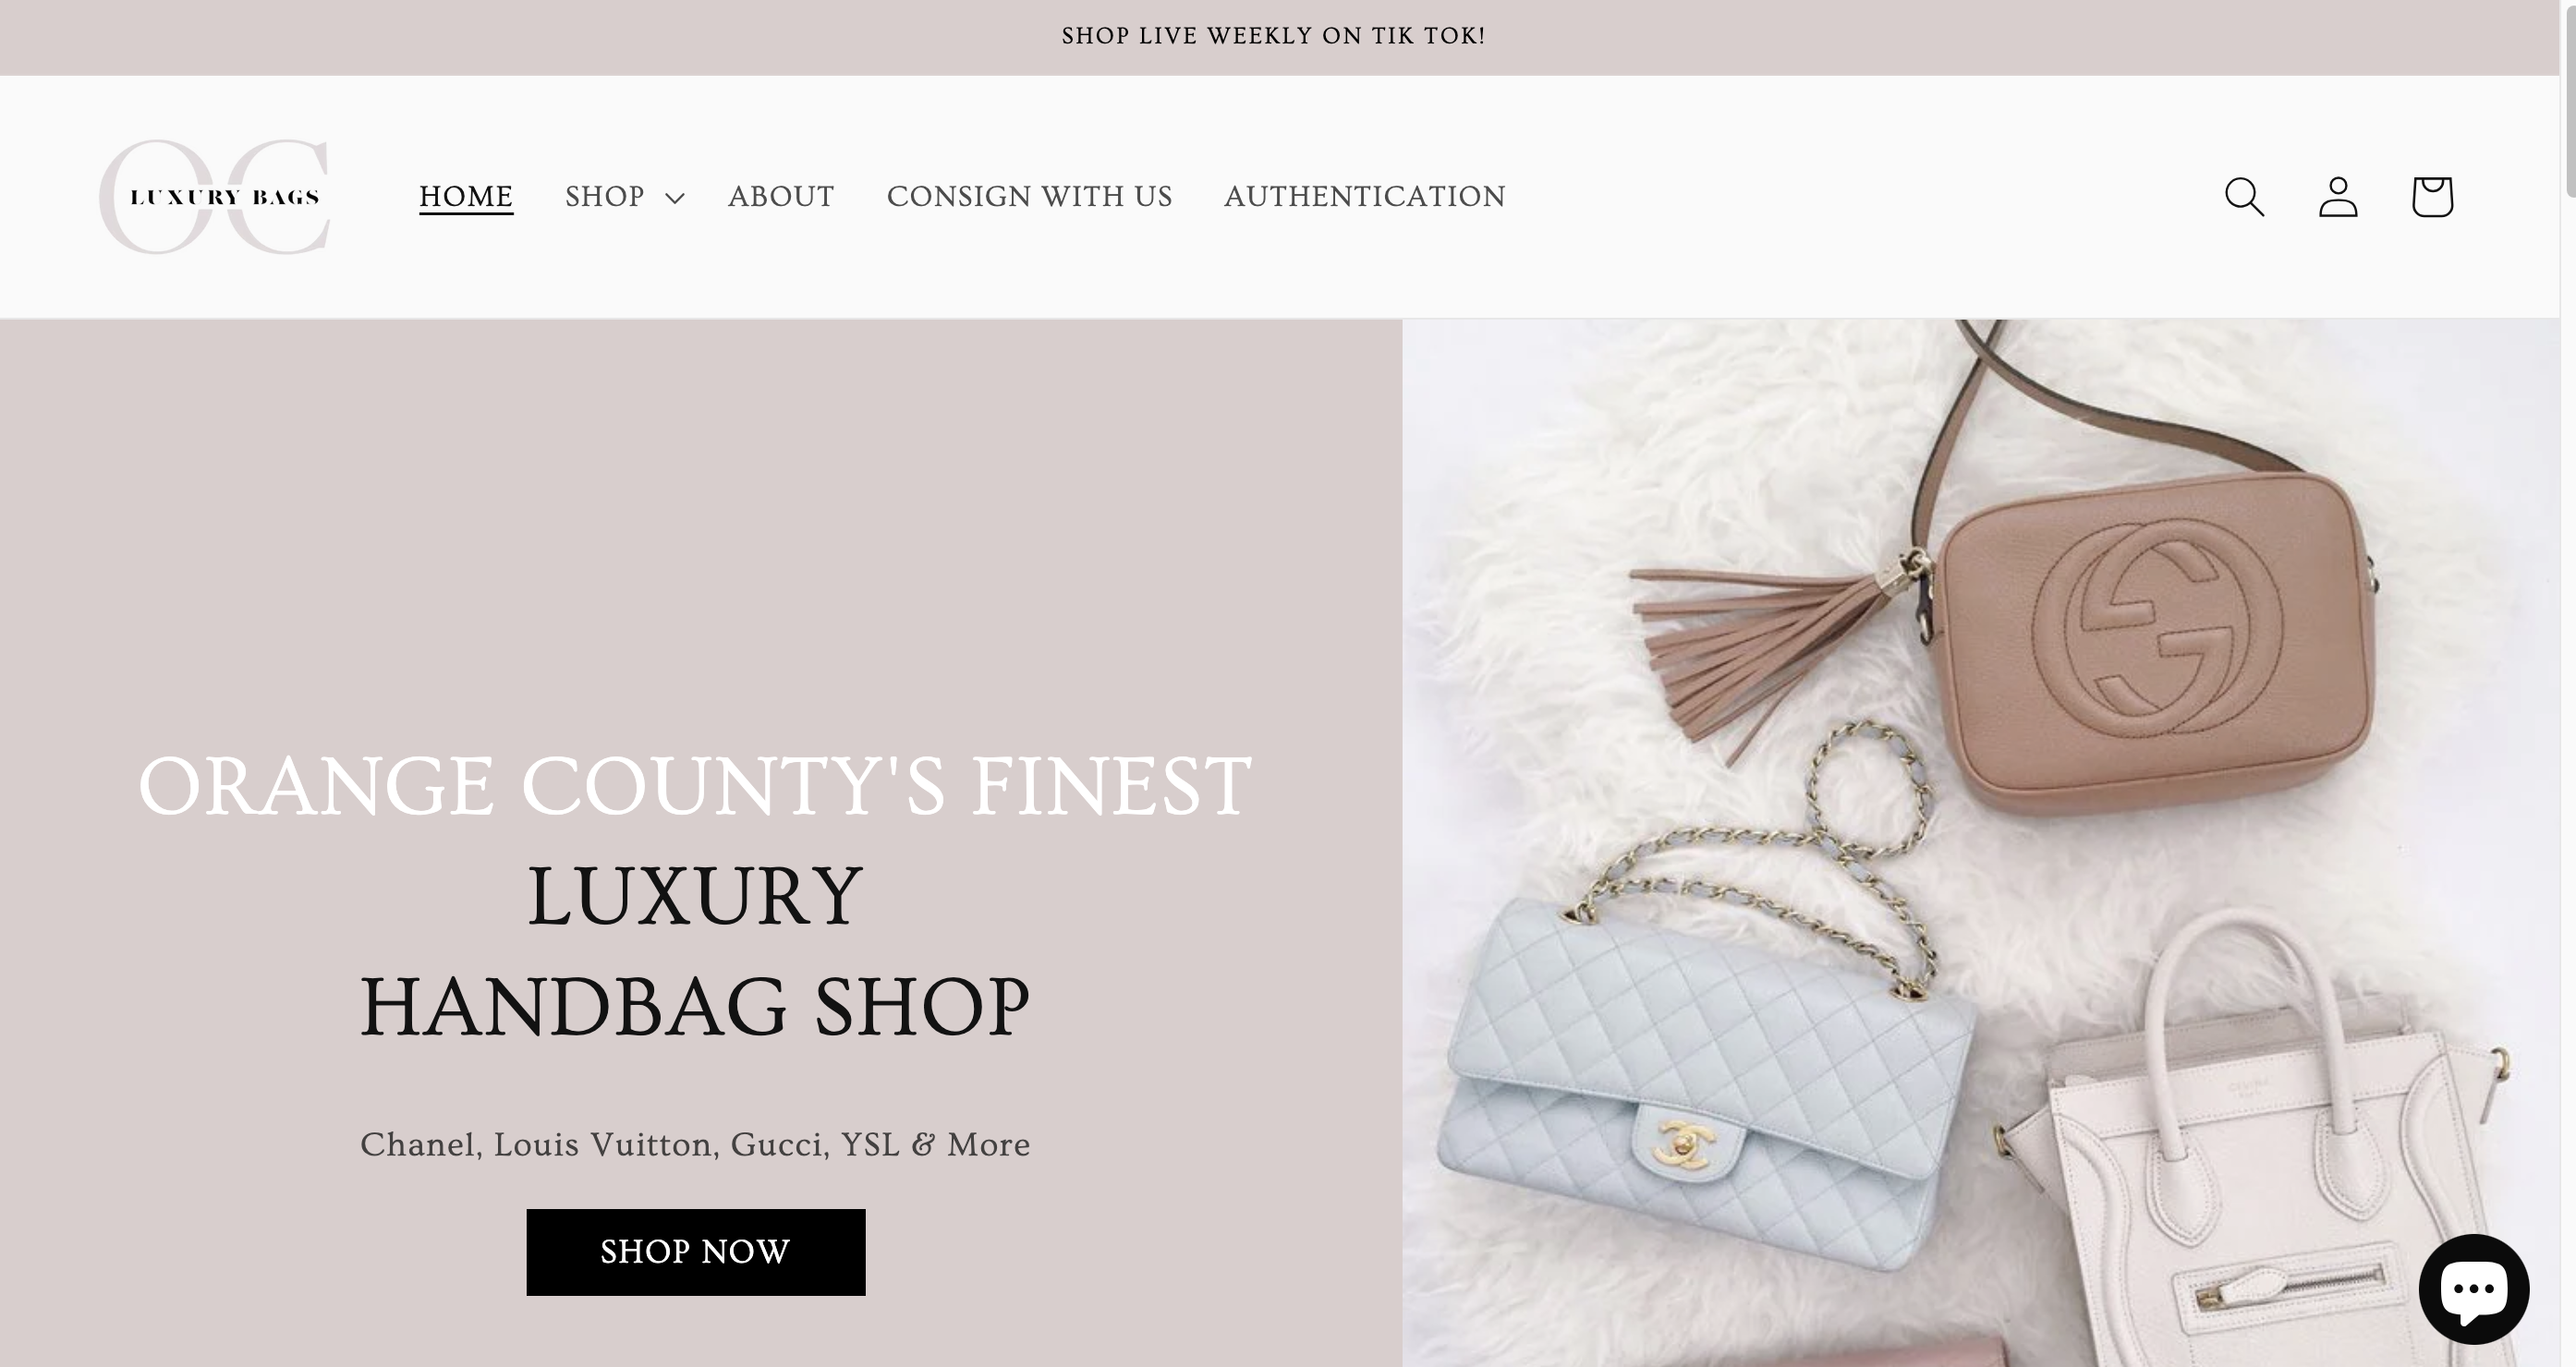 SHOP LIVE WEEKLY ON TIK TOK!
OC
LUXURY BAGS
HOME
SHOP
ABOUT
CONSIGN WITH US
AUTHENTICATION
ORANGE COUNTY'S FINEST
LUXURY
HANDBAG SHOP
Chanel, Louis Vuitton, Gucci, YSL & More
SHOP NOW